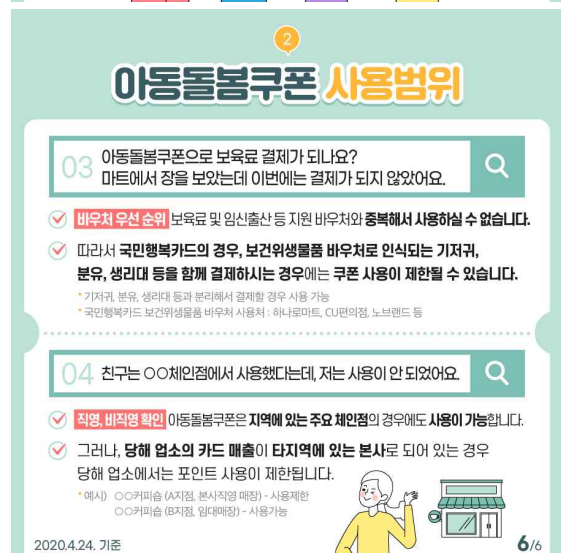 2
아동돌봄쿠폰 사용범위
03 아동돌봄쿠폰으로 보육료 결제가 되나요?
마트에서 장을 보았는데 이번에는 결제가 되지 않았어요.
바우처 우선 순위 보육료 및 임신출산 등 지원 바우처와 중복해서 사용하실 수 없습니다.
따라서 국민행복카드의 경우, 보건위생물품 바우처로 인식되는 기저귀,
분유, 생리대 등을 함께 결제하시는 경우에는 쿠폰 사용이 제한될 수 있습니다.
* 기저귀, 분유, 생리대 등과 분리해서 결제할 경우 사용 가능
* 국민행복카드 보건위생물품 바우처 사용처 : 하나로마트, CU편의점, 노브랜드 등
04 친구는 ○○체인점에서 사용했다는데, 저는 사용이 안 되었어요.
직영, 비직영 확인 아동돌봄쿠폰은 지역에 있는 주요 체인점의 경우에도 사용이 가능합니다.
그러나, 당해 업소의 카드 매출이 타지역에 있는 본사로 되어 있는 경우
당해 업소에서는 포인트 사용이 제한됩니다.
* 예시) ○○커피숍 (A지점, 본사직영 매장) - 사용제한
○○커피숍 (B지점, 임대매장) - 사용가능
2020.4.24. 기준
6/6